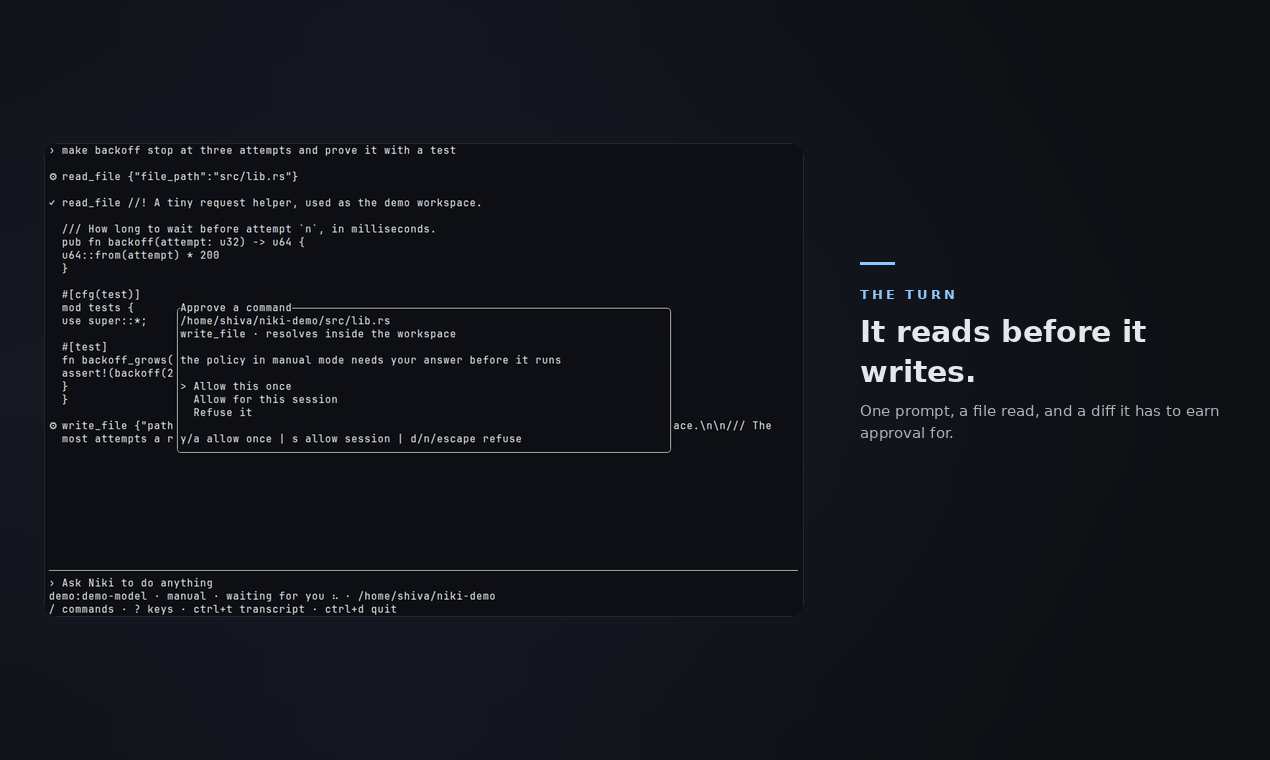 › make backoff stop at three attempts and prove it with a test
⚙ read_file {"file_path":"src/lib.rs"}
✓ read_file //! A tiny request helper, used as the demo workspace.
/// How long to wait before attempt `n`, in milliseconds.
pub fn backoff(attempt: u32) -> u64 {
u64::from(attempt) * 200
}
#[cfg(test)]
mod tests {
use super::*;
#[test]
fn backoff_grows(
assert!(backoff(2
}
}
⚙ write_file {"path
ace.\n\n/// The
most attempts a r
Approve a command
/home/shiva/niki-demo/src/lib.rs
write_file · resolves inside the workspace
the policy in manual mode needs your answer before it runs
> Allow this once
Allow for this session
Refuse it
y/a allow once | s allow session | d/n/escape refuse
› Ask Niki to do anything
demo:demo-model · manual · waiting for you · /home/shiva/niki-demo
/ commands · ? keys · ctrl+t transcript · ctrl+d quit
THE TURN
It reads before it
writes.
One prompt, a file read, and a diff it has to earn
approval for.